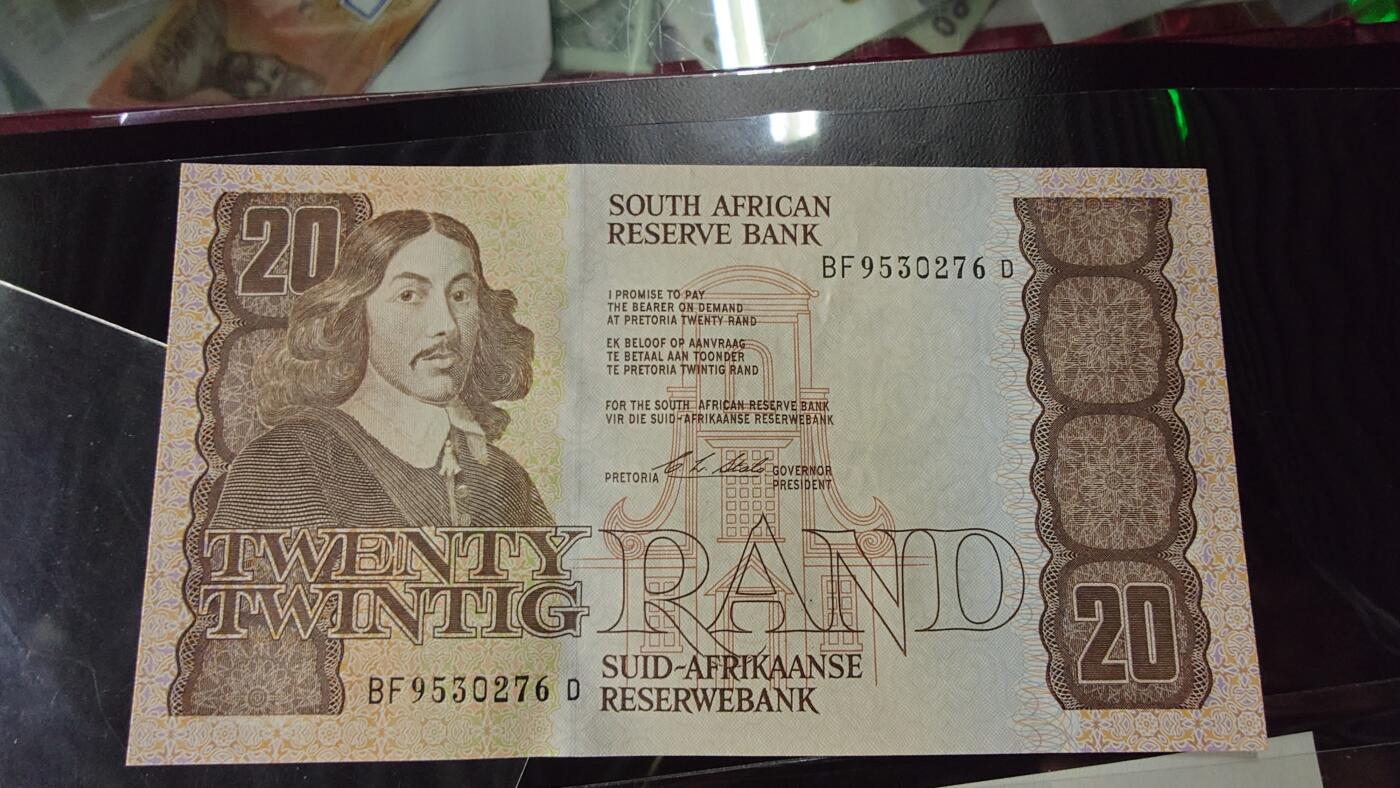 20
SOUTH AFRICAN
RESERVE BANK
BF9530276 D
I PROMISE TO PAY
THE BEARER ON DEMAND
AT PRETORIA TWENTY RAND
EK BELOOF OP AANVRAAG
TE BETAAL AAN TOONDER
TE PRETORIA TWINTIG RAND
FOR THE SOUTH AFRICAN RESERVE BANK
VIR DIE SUID-AFRIKAANSE RESERWEBANK
PRETORIA GOVERNOR
PRESIDENT
TWENTY
TWINTIG RAND
20
SUID-AFRIKAANSE
RESERWEBANK
BF9530276 D